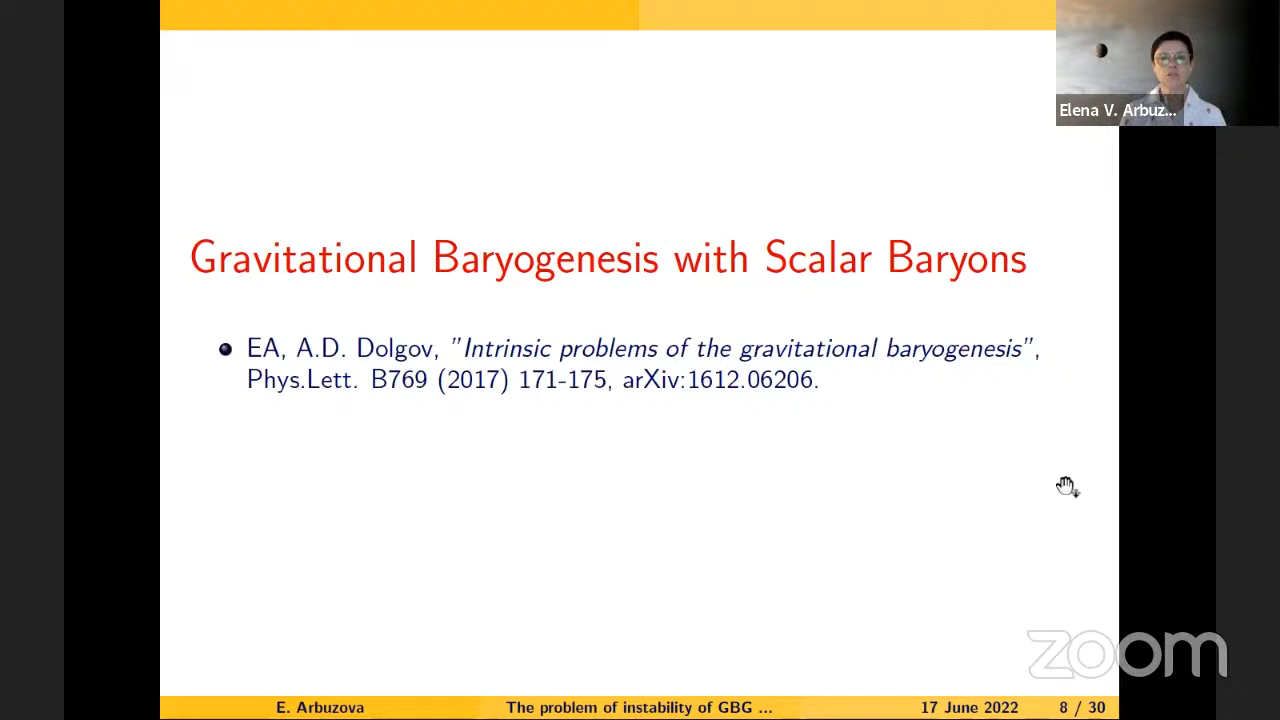 Elena V. Arbuz...
Gravitational Baryogenesis with Scalar Baryons
EA, A.D. Dolgov, "Intrinsic problems of the gravitational baryogenesis",
Phys.Lett. B769 (2017) 171-175, arXiv:1612.06206.
zoom
E. Arbuzova The problem of instability of GBG ... 17 June 2022 8 / 30